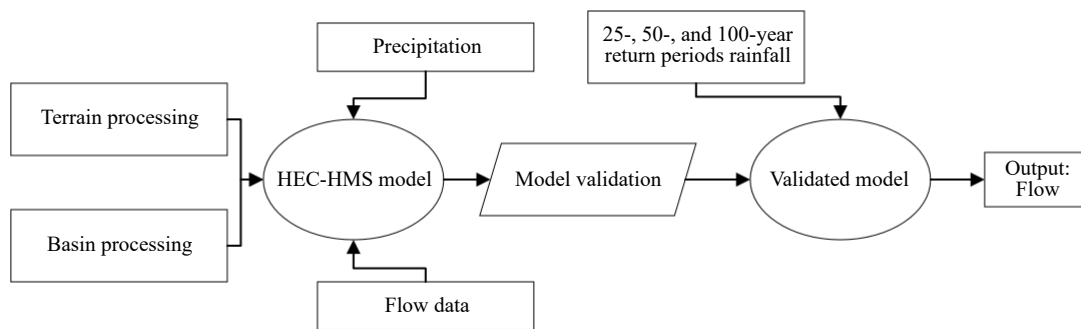 Precipitation
25-, 50-, and 100-year
return periods rainfall
Terrain processing
HEC-HMS model
Model validation
Validated model
Output:
Flow
Basin processing
Flow data